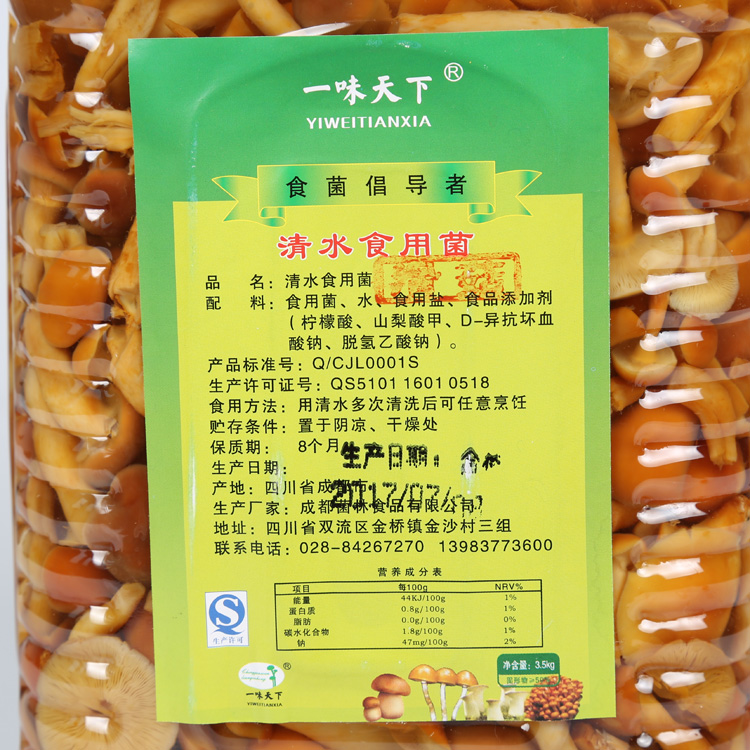 一味天下®
YIWEITIANXIA
食菌倡导者
清水食用菌
品 名：清水食用菌
配 料：食用菌、水、食用盐、食品添加剂
（柠檬酸、山梨酸甲、D-异抗坏血
酸钠、脱氢乙酸钠）。
产品标准号：Q/CJL0001S
生产许可证号：QS5101 1601 0518
食用方法：用清水多次清洗后可任意烹饪
贮存条件：置于阴凉、干燥处
保质期： 8个月
生产日期：
生产日期：
产地：四川省成都市
生产厂家：成都菌林食品有限公司
地址：四川省双流区金桥镇金沙村三组
联系电话：028-84267270 13983773600
营养成分表
项目 每100g NRV%
能量 44KJ/100g 1%
蛋白质 0.8g/100g 1%
脂肪 0.0g/100g 0%
碳水化合物 1.8g/100g 1%
钠 47mg/100g 2%
生产许可
®
一味天下
YIWEITIANXIA
净含量：3.5kg